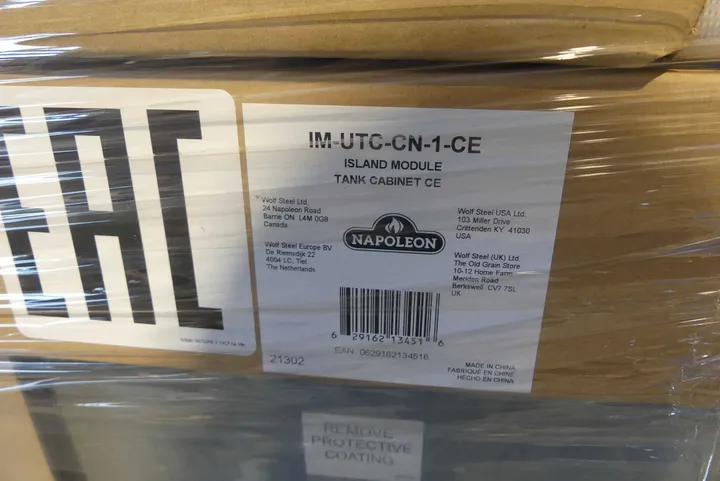 EAC
IM-UTC-CN-1-CE
ISLAND MODULE
TANK CABINET CE
Wolf Steel Ltd.
24 Napoleon Road
Barrie ON L4M 0G8
Canada
Wolf Steel Europe BV
De Riemsdijk 22
4004 LC, Tiel
The Netherlands
NAPOLEON
Wolf Steel USA Ltd.
103 Miller Drive
Crittenden KY 41030
USA
Wolf Steel (UK) Ltd.
The Old Grain Store
10-12 Home Farm
Meriden Road
Berkswell CV7 7SL
UK
6 29162 13451 6
EAN 0629162134516
21302
MADE IN CHINA
FABRIQUÉ EN CHINE
HECHO EN CHINA
REMOVE
PROTECTIVE
COATING